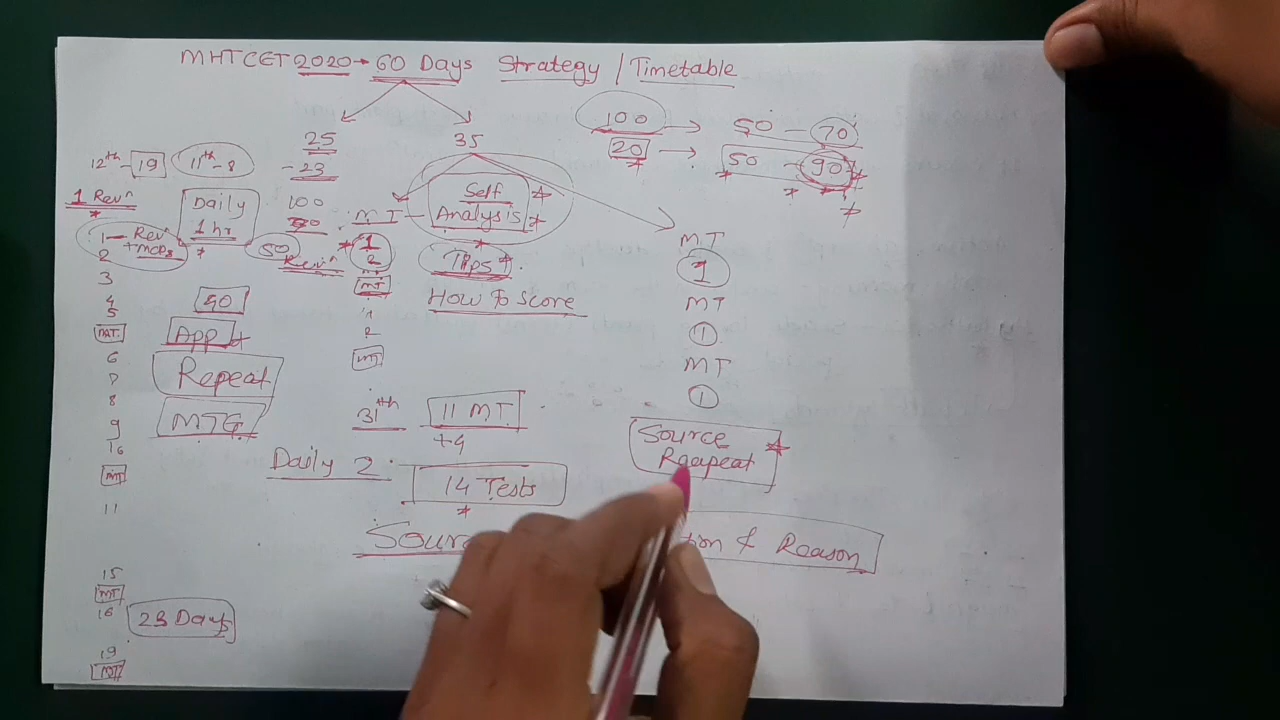 MHTCET 2020 → 60 Days Strategy / Timetable
25
35
100 → 50 - 70
20 → 50 - 90
12th - 19
11th - 8
- 23
1 Revn
Daily
1 hr
100
MT - Self
Analysis
1 - Revn
+ MCQs
50
Revn
1
2
Tips
MT
1
2
3
4
5
MT
How To Score
MT
1
90
App
2
MT
6
7
8
9
Repeat
MTG
MT
1
31th
11 MT
+ 4
Source
Repeat
10
MT
Daily 2
14 Tests
11
tion & Reason
15
MT
16
23 Days
19
MT